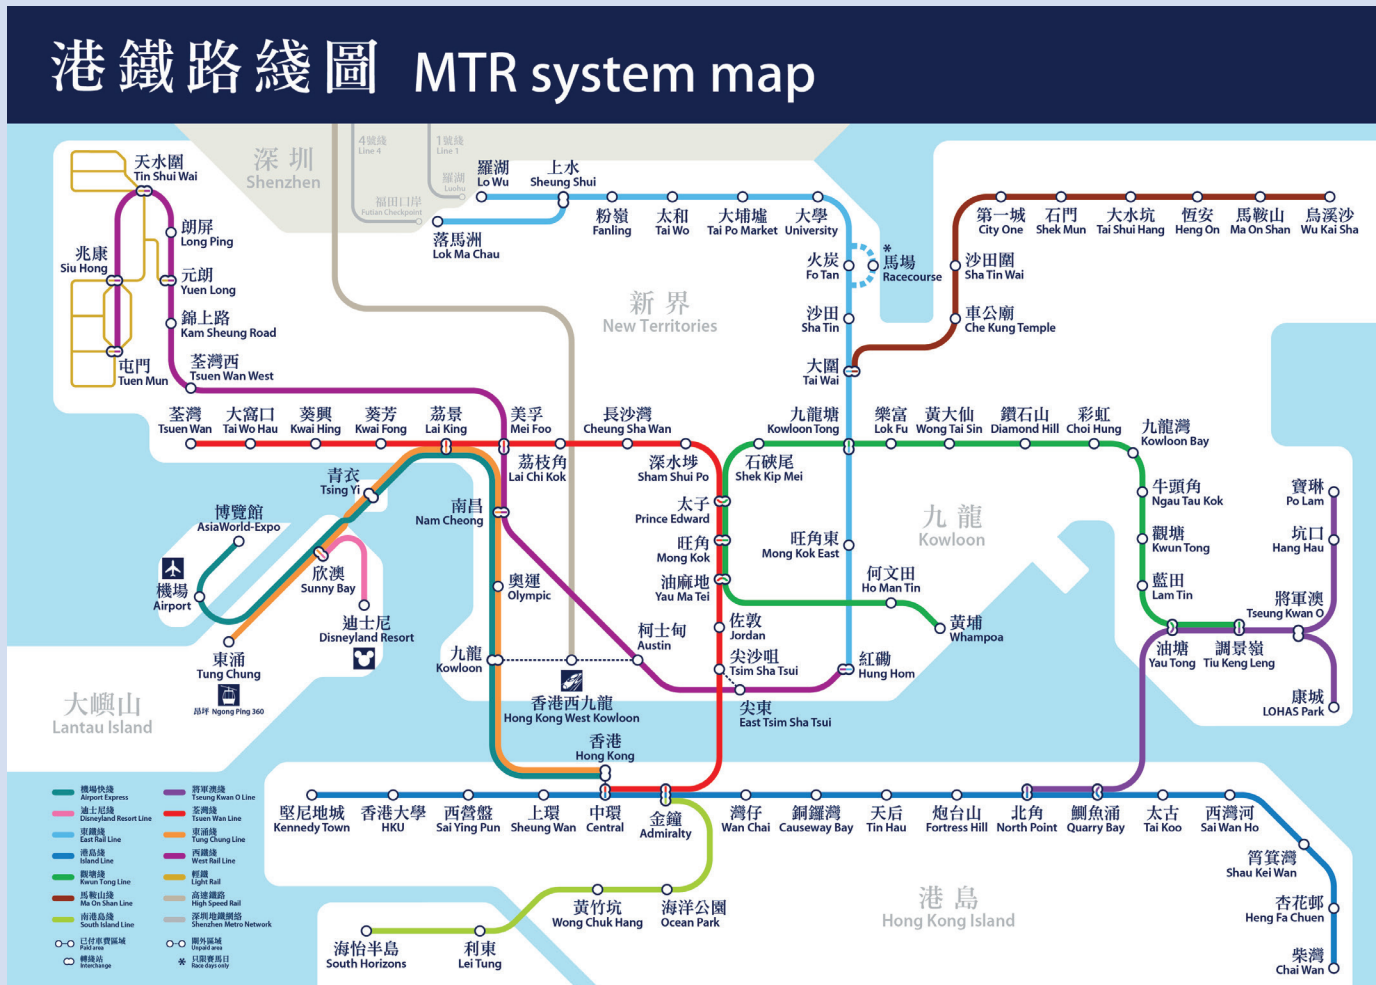 港鐵路綫圖 MTR system map
深圳
Shenzhen
4號綫
Line 4
1號綫
Line 1
羅湖
Luohu
福田口岸
Futian Checkpoint
天水圍
Tin Shui Wai
朗屏
Long Ping
兆康
Siu Hong
元朗
Yuen Long
錦上路
Kam Sheung Road
屯門
Tuen Mun
荃灣西
Tsuen Wan West
羅湖
Lo Wu
上水
Sheung Shui
落馬洲
Lok Ma Chau
粉嶺
Fanling
太和
Tai Wo
大埔墟
Tai Po Market
大學
University
火炭
Fo Tan
*
馬場
Racecourse
沙田
Sha Tin
大圍
Tai Wai
新界
New Territories
第一城
City One
石門
Shek Mun
大水坑
Tai Shui Hang
恆安
Heng On
馬鞍山
Ma On Shan
烏溪沙
Wu Kai Sha
沙田圍
Sha Tin Wai
車公廟
Che Kung Temple
荃灣
Tsuen Wan
大窩口
Tai Wo Hau
葵興
Kwai Hing
葵芳
Kwai Fong
荔景
Lai King
美孚
Mei Foo
荔枝角
Lai Chi Kok
長沙灣
Cheung Sha Wan
深水埗
Sham Shui Po
九龍塘
Kowloon Tong
石硤尾
Shek Kip Mei
樂富
Lok Fu
黃大仙
Wong Tai Sin
鑽石山
Diamond Hill
彩虹
Choi Hung
九龍灣
Kowloon Bay
牛頭角
Ngau Tau Kok
觀塘
Kwun Tong
藍田
Lam Tin
寶琳
Po Lam
坑口
Hang Hau
將軍澳
Tseung Kwan O
油塘
Yau Tong
調景嶺
Tiu Keng Leng
康城
LOHAS Park
青衣
Tsing Yi
博覽館
AsiaWorld-Expo
機場
Airport
欣澳
Sunny Bay
迪士尼
Disneyland Resort
東涌
Tung Chung
昂坪 Ngong Ping 360
大嶼山
Lantau Island
南昌
Nam Cheong
奧運
Olympic
九龍
Kowloon
太子
Prince Edward
旺角
Mong Kok
油麻地
Yau Ma Tei
佐敦
Jordan
尖沙咀
Tsim Sha Tsui
旺角東
Mong Kok East
何文田
Ho Man Tin
黃埔
Whampoa
九龍
Kowloon
柯士甸
Austin
香港西九龍
Hong Kong West Kowloon
尖東
East Tsim Sha Tsui
紅磡
Hung Hom
香港
Hong Kong
堅尼地城
Kennedy Town
香港大學
HKU
西營盤
Sai Ying Pun
上環
Sheung Wan
中環
Central
金鐘
Admiralty
灣仔
Wan Chai
銅鑼灣
Causeway Bay
天后
Tin Hau
炮台山
Fortress Hill
北角
North Point
鰂魚涌
Quarry Bay
太古
Tai Koo
西灣河
Sai Wan Ho
筲箕灣
Shau Kei Wan
杏花邨
Heng Fa Chuen
柴灣
Chai Wan
黃竹坑
Wong Chuk Hang
海洋公園
Ocean Park
海怡半島
South Horizons
利東
Lei Tung
港島
Hong Kong Island
機場快綫
Airport Express
迪士尼綫
Disneyland Resort Line
東鐵綫
East Rail Line
港島綫
Island Line
觀塘綫
Kwun Tong Line
馬鞍山綫
Ma On Shan Line
南港島綫
South Island Line
已付車費區域
Paid area
轉綫站
Interchange
將軍澳綫
Tseung Kwan O Line
荃灣綫
Tsuen Wan Line
東涌綫
Tung Chung Line
西鐵綫
West Rail Line
輕鐵
Light Rail
高速鐵路
High Speed Rail
深圳地鐵網絡
Shenzhen Metro Network
閘外區域
Unpaid area
* 只限賽馬日
Race days only